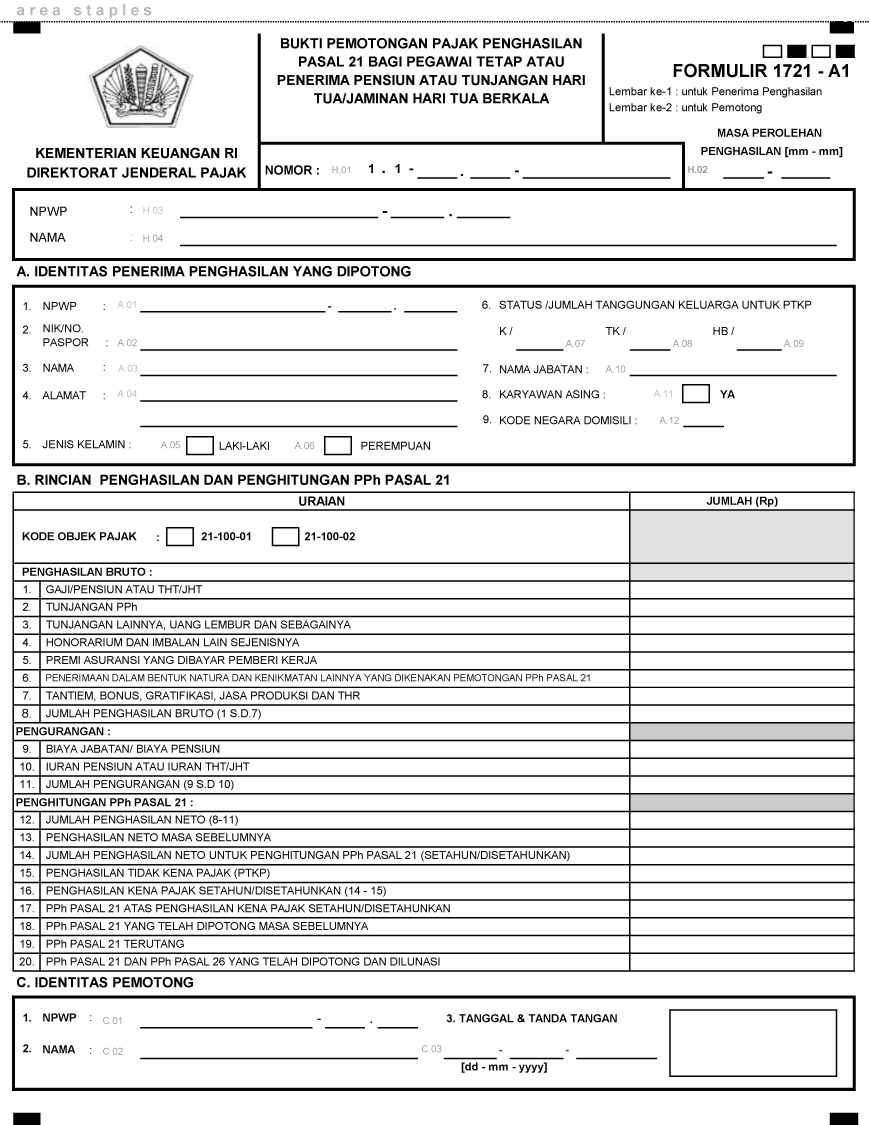 area staples
BUKTI PEMOTONGAN PAJAK PENGHASILAN
PASAL 21 BAGI PEGAWAI TETAP ATAU
PENERIMA PENSIUN ATAU TUNJANGAN HARI
TUA/JAMINAN HARI TUA BERKALA
FORMULIR 1721 - A1
Lembar ke-1 : untuk Penerima Penghasilan
Lembar ke-2 : untuk Pemotong
MASA PEROLEHAN
PENGHASILAN [mm - mm]
KEMENTERIAN KEUANGAN RI
DIREKTORAT JENDERAL PAJAK
NOMOR : H.01 1 . 1 - ____ . ____ - ____
H.02 ____ - ____
NPWP : H.03 ____ - ____ . ____
NAMA : H.04 ____
A. IDENTITAS PENERIMA PENGHASILAN YANG DIPOTONG
1. NPWP : A.01 ____ - ____ . ____
2. NIK/NO.
PASPOR : A.02 ____
3. NAMA : A.03 ____
4. ALAMAT : A.04 ____
5. JENIS KELAMIN : A.05 LAKI-LAKI A.06 PEREMPUAN
6. STATUS /JUMLAH TANGGUNGAN KELUARGA UNTUK PTKP
K / ____ A.07 TK / ____ A.08 HB / ____ A.09
7. NAMA JABATAN : A.10 ____
8. KARYAWAN ASING : A.11 YA
9. KODE NEGARA DOMISILI : A.12 ____
B. RINCIAN PENGHASILAN DAN PENGHITUNGAN PPh PASAL 21
URAIAN JUMLAH (Rp)
KODE OBJEK PAJAK : 21-100-01 21-100-02
PENGHASILAN BRUTO :
1. GAJI/PENSIUN ATAU THT/JHT
2. TUNJANGAN PPh
3. TUNJANGAN LAINNYA, UANG LEMBUR DAN SEBAGAINYA
4. HONORARIUM DAN IMBALAN LAIN SEJENISNYA
5. PREMI ASURANSI YANG DIBAYAR PEMBERI KERJA
6. PENERIMAAN DALAM BENTUK NATURA DAN KENIKMATAN LAINNYA YANG DIKENAKAN PEMOTONGAN PPh PASAL 21
7. TANTIEM, BONUS, GRATIFIKASI, JASA PRODUKSI DAN THR
8. JUMLAH PENGHASILAN BRUTO (1 S.D.7)
PENGURANGAN :
9. BIAYA JABATAN/ BIAYA PENSIUN
10. IURAN PENSIUN ATAU IURAN THT/JHT
11. JUMLAH PENGURANGAN (9 S.D 10)
PENGHITUNGAN PPh PASAL 21 :
12. JUMLAH PENGHASILAN NETO (8-11)
13. PENGHASILAN NETO MASA SEBELUMNYA
14. JUMLAH PENGHASILAN NETO UNTUK PENGHITUNGAN PPh PASAL 21 (SETAHUN/DISETAHUNKAN)
15. PENGHASILAN TIDAK KENA PAJAK (PTKP)
16. PENGHASILAN KENA PAJAK SETAHUN/DISETAHUNKAN (14 - 15)
17. PPh PASAL 21 ATAS PENGHASILAN KENA PAJAK SETAHUN/DISETAHUNKAN
18. PPh PASAL 21 YANG TELAH DIPOTONG MASA SEBELUMNYA
19. PPh PASAL 21 TERUTANG
20. PPh PASAL 21 DAN PPh PASAL 26 YANG TELAH DIPOTONG DAN DILUNASI
C. IDENTITAS PEMOTONG
1. NPWP : C.01 ____ - ____ . ____
2. NAMA : C.02 ____
3. TANGGAL & TANDA TANGAN
C.03 ____ - ____ - ____
[dd - mm - yyyy]